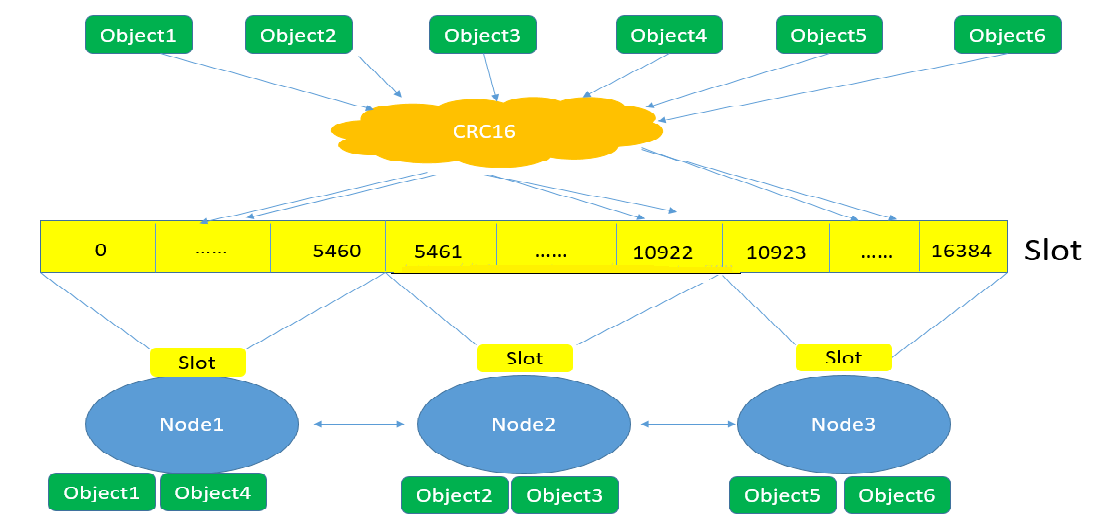 Object1 Object2 Object3 Object4 Object5 Object6
CRC16
0 ...... 5460 5461 ...... 10922 10923 ...... 16384 Slot
Slot Slot Slot
Node1 Node2 Node3
Object1 Object4 Object2 Object3 Object5 Object6